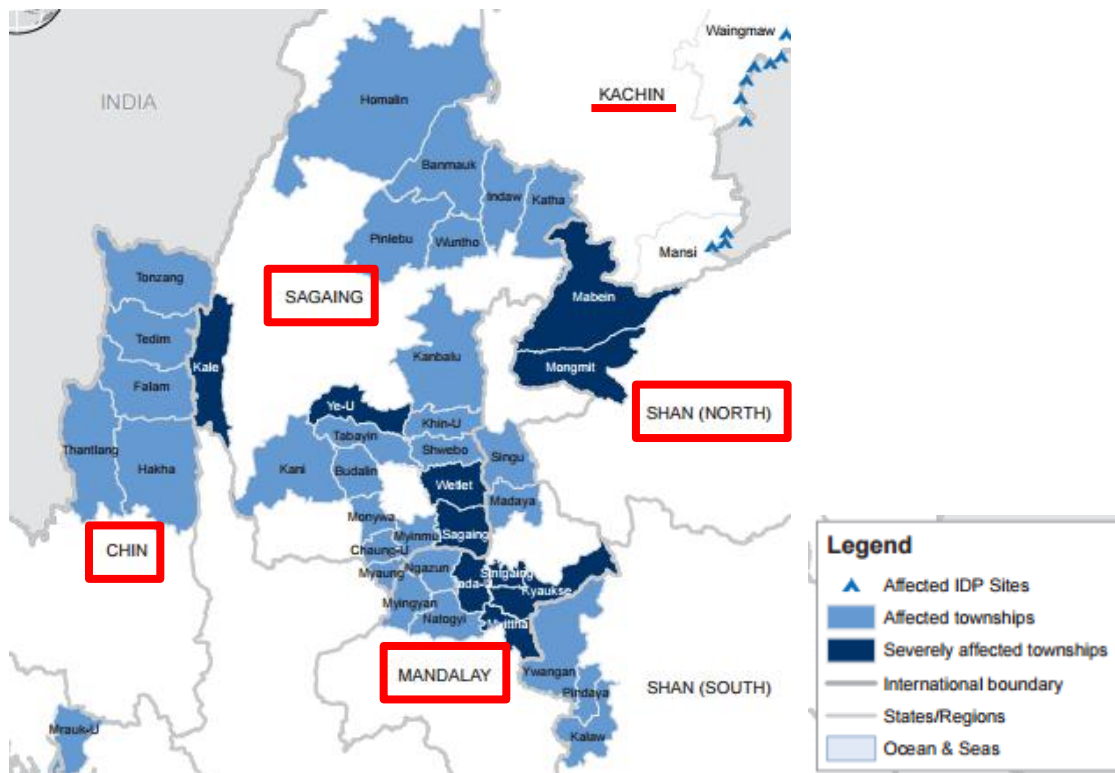 Waingmaw
INDIA
KACHIN
Homalin
Banmauk
Indaw
Katha
Pinlebu
Wuntho
Mansi
Tonzang
SAGAING
Mabein
Tedim
Kanbalu
Kale
Mongmit
Falam
Ye-U
SHAN (NORTH)
Khin-U
Tabayin
Thantlang
Shwebo
Singu
Hakha
Kani
Budalin
Wetlet
Madaya
Monywa
Myinmu
Sagaing
CHIN
Chaung-U
Ngazun
Myaung
Kyaukse
Myingyan
Natogyi
Ywangan
MANDALAY
SHAN (SOUTH)
Pindaya
Mrauk-U
Kalaw
Legend
Affected IDP Sites
Affected townships
Severely affected townships
International boundary
States/Regions
Ocean & Seas